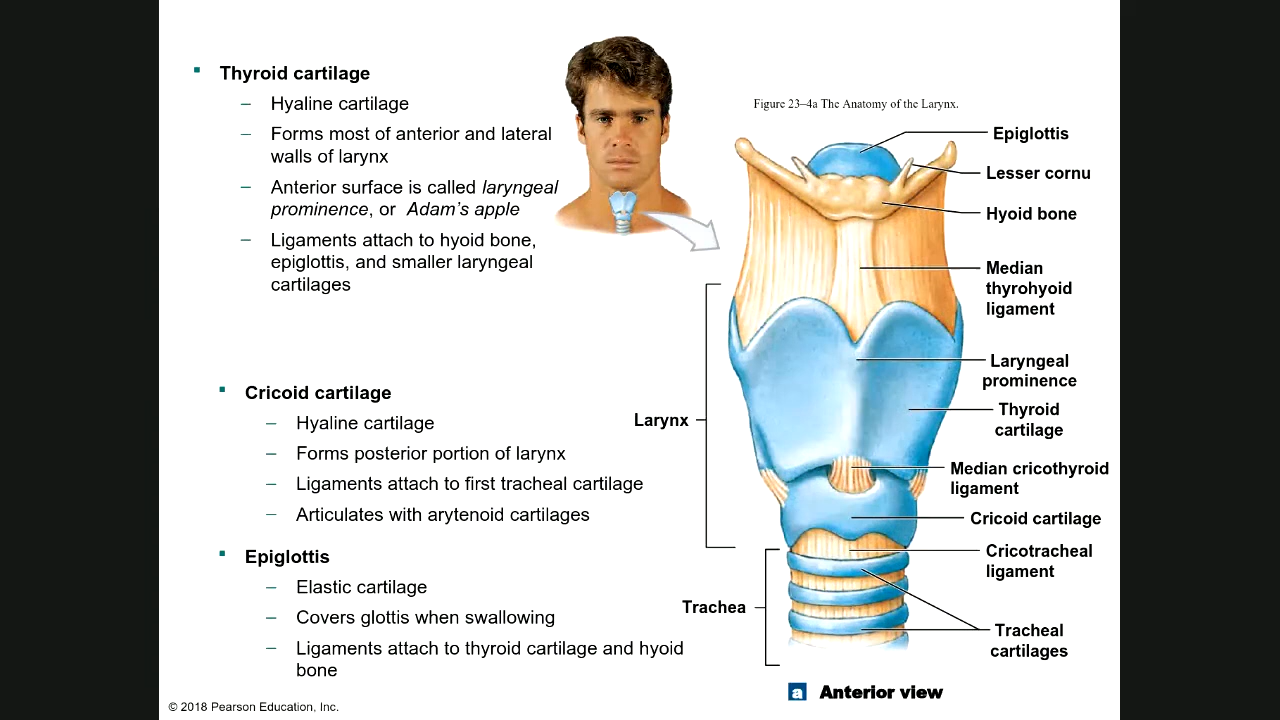 ▪ Thyroid cartilage
– Hyaline cartilage
– Forms most of anterior and lateral
walls of larynx
– Anterior surface is called laryngeal
prominence, or Adam's apple
– Ligaments attach to hyoid bone,
epiglottis, and smaller laryngeal
cartilages
▪ Cricoid cartilage
– Hyaline cartilage
– Forms posterior portion of larynx
– Ligaments attach to first tracheal cartilage
– Articulates with arytenoid cartilages
▪ Epiglottis
– Elastic cartilage
– Covers glottis when swallowing
– Ligaments attach to thyroid cartilage and hyoid
bone
© 2018 Pearson Education, Inc.
Figure 23–4a The Anatomy of the Larynx.
Epiglottis
Lesser cornu
Hyoid bone
Median
thyrohyoid
ligament
Laryngeal
prominence
Thyroid
cartilage
Larynx
Median cricothyroid
ligament
Cricoid cartilage
Cricotracheal
ligament
Trachea
Tracheal
cartilages
a Anterior view